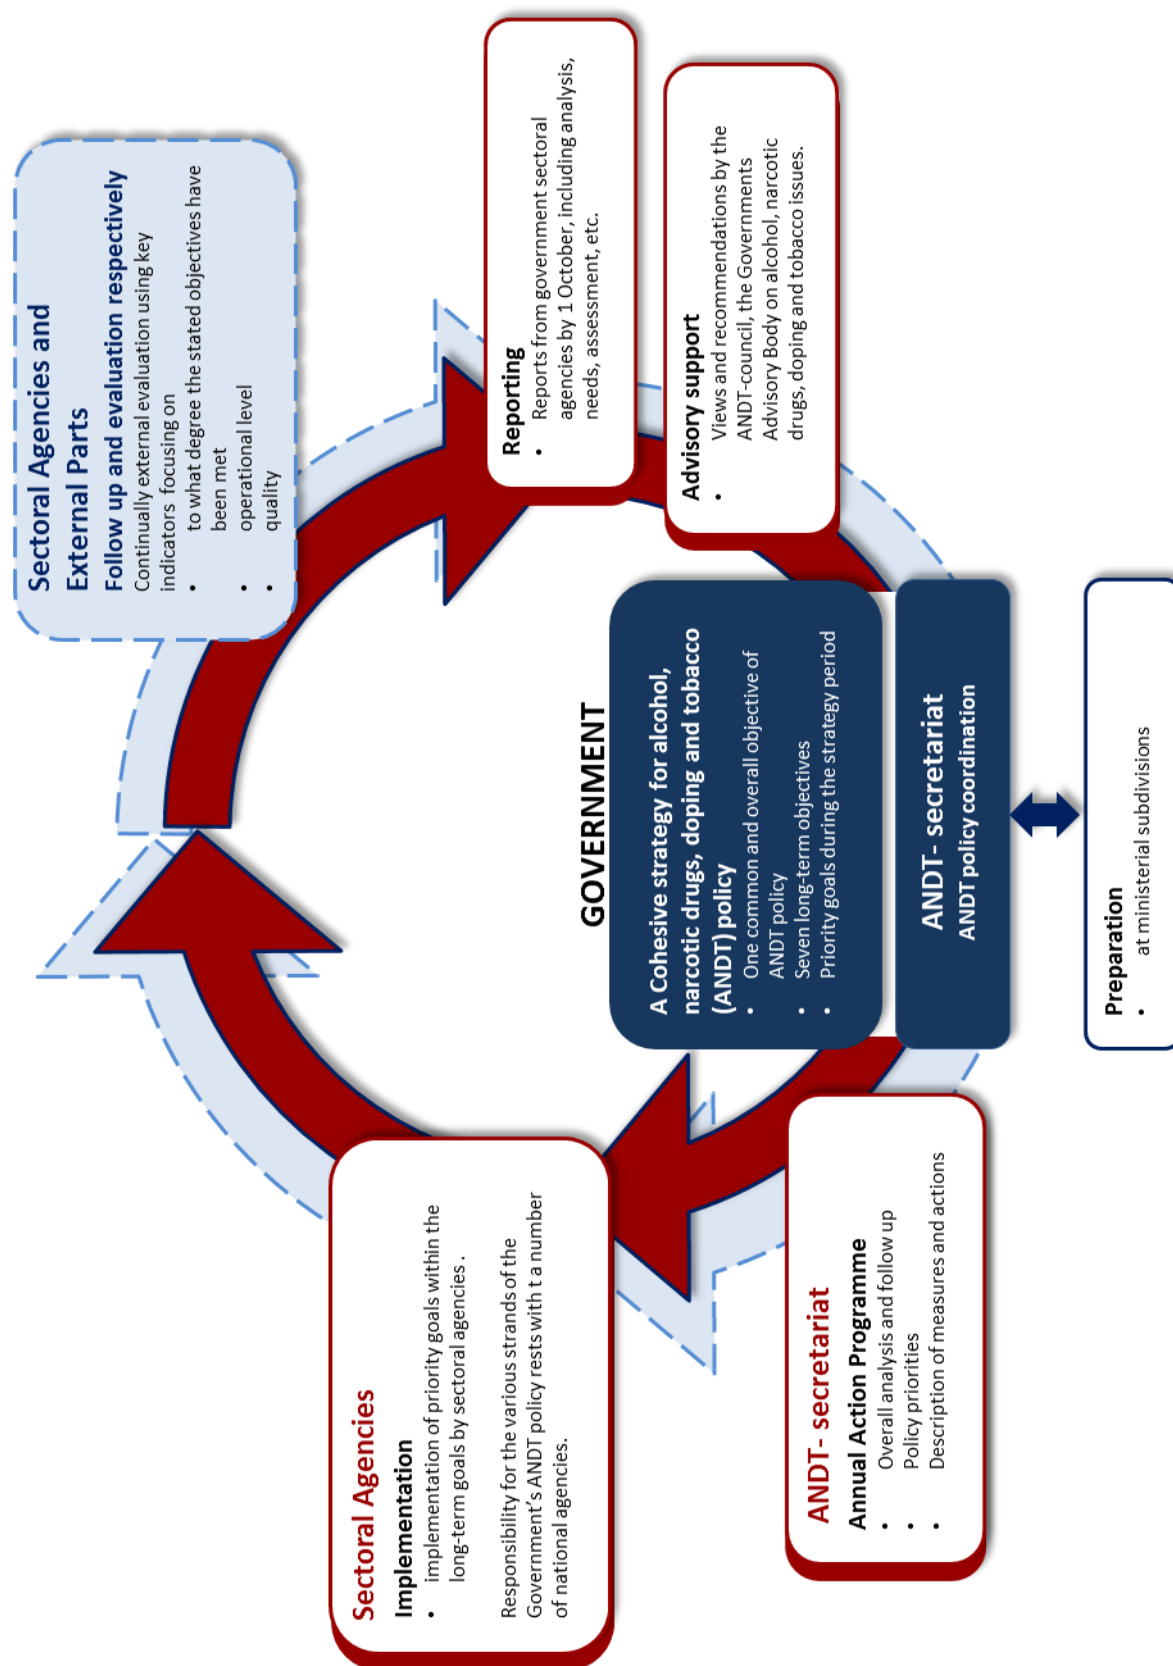 Sectoral Agencies and
External Parts
Follow up and evaluation respectively
Continually external evaluation using key
indicators focusing on
• to what degree the stated objectives have
been met
• operational level
• quality
Reporting
• Reports from government sectoral
agencies by 1 October, including analysis,
needs, assessment, etc.
Advisory support
• Views and recommendations by the
ANDT-council, the Governments
Advisory Body on alcohol, narcotic
drugs, doping and tobacco issues.
GOVERNMENT
A Cohesive strategy for alcohol,
narcotic drugs, doping and tobacco
(ANDT) policy
• One common and overall objective of
ANDT policy
• Seven long-term objectives
• Priority goals during the strategy period
ANDT- secretariat
ANDT policy coordination
Preparation
• at ministerial subdivisions
Sectoral Agencies
Implementation
• implementation of priority goals within the
long-term goals by sectoral agencies .
Responsibility for the various strands of the
Government's ANDT policy rests with t a number
of national agencies.
ANDT- secretariat
Annual Action Programme
• Overall analysis and follow up
• Policy priorities
• Description of measures and actions